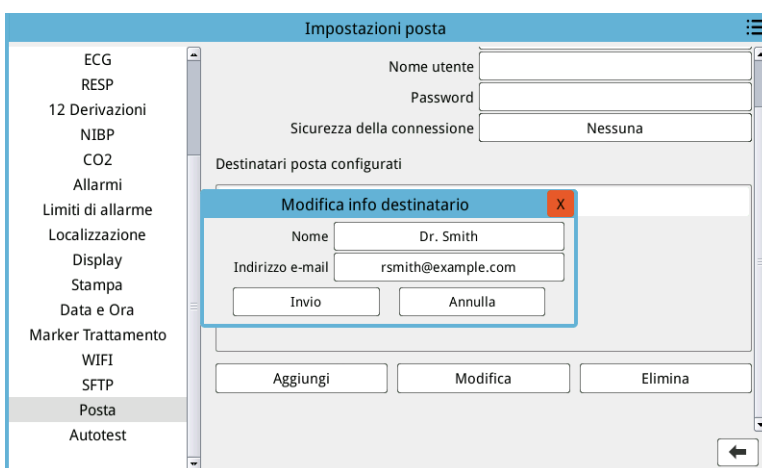 Impostazioni posta
ECG
RESP
12 Derivazioni
NIBP
CO2
Allarmi
Limiti di allarme
Localizzazione
Display
Stampa
Data e Ora
Marker Trattamento
WIFI
SFTP
Posta
Autotest
Nome utente
Password
Sicurezza della connessione Nessuna
Destinatari posta configurati
Modifica info destinatario X
Nome Dr. Smith
Indirizzo e-mail rsmith@example.com
Invio Annulla
Aggiungi Modifica Elimina